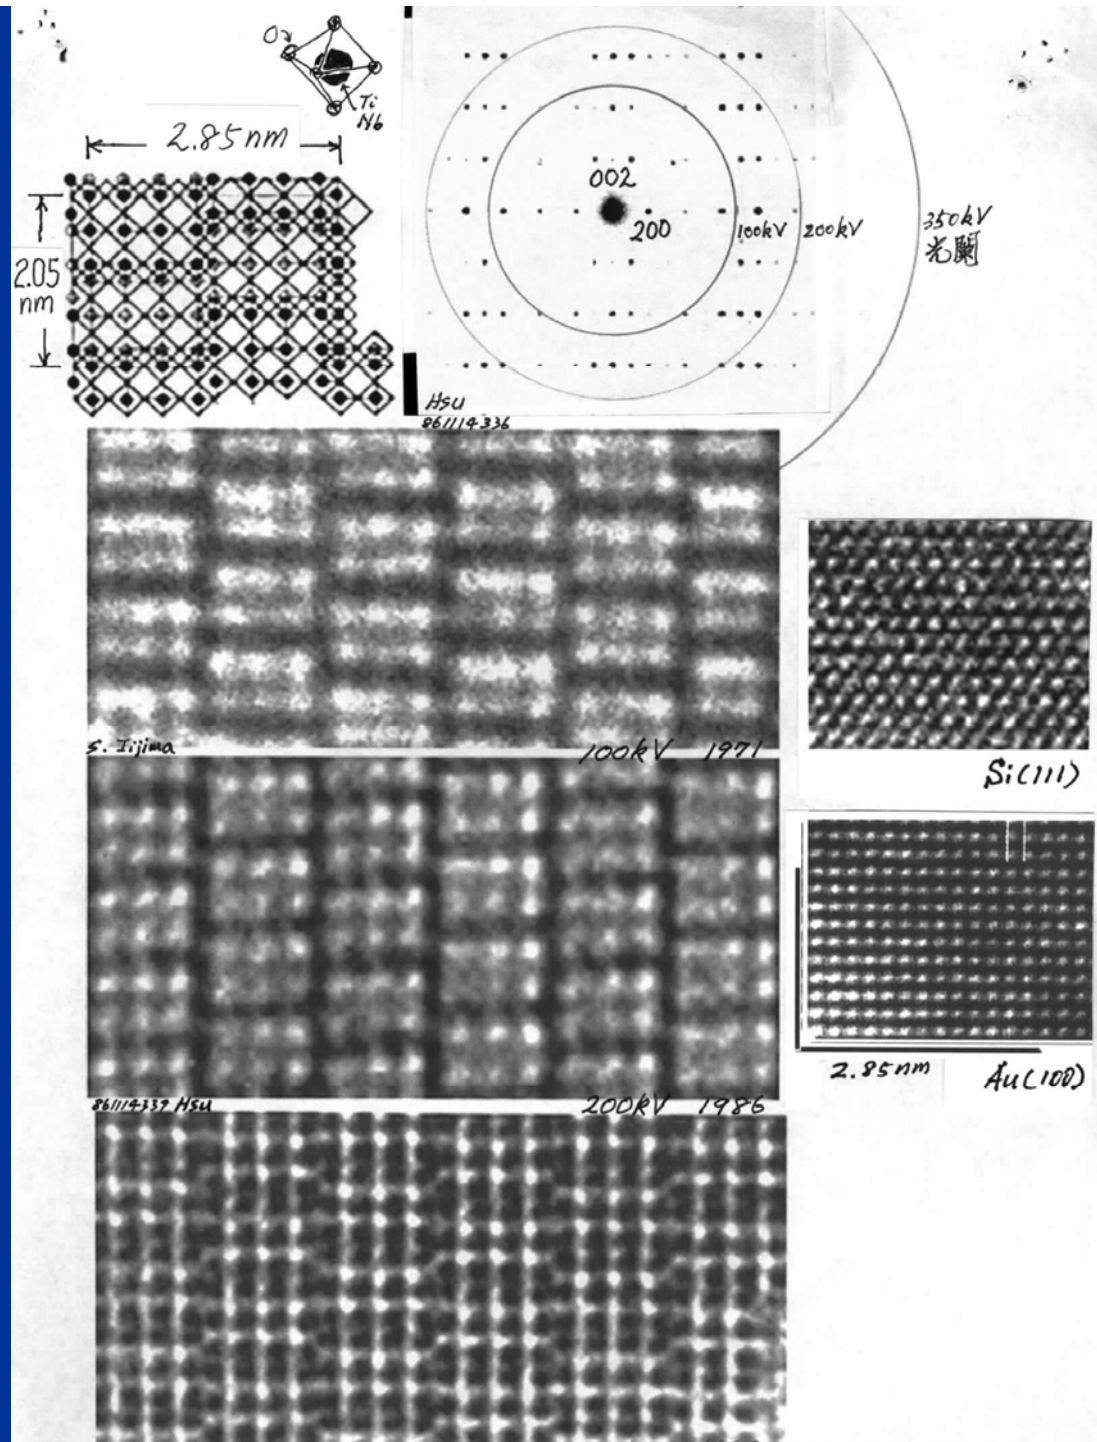 O
Ti
Nb
2.85nm
2.05
nm
002
200
100kV
200kV
350kV
光闌
Hsu
861114336
S. Iijima
100kV 1971
Si(111)
861114339 Hsu
200kV 1986
2.85nm
Au(100)